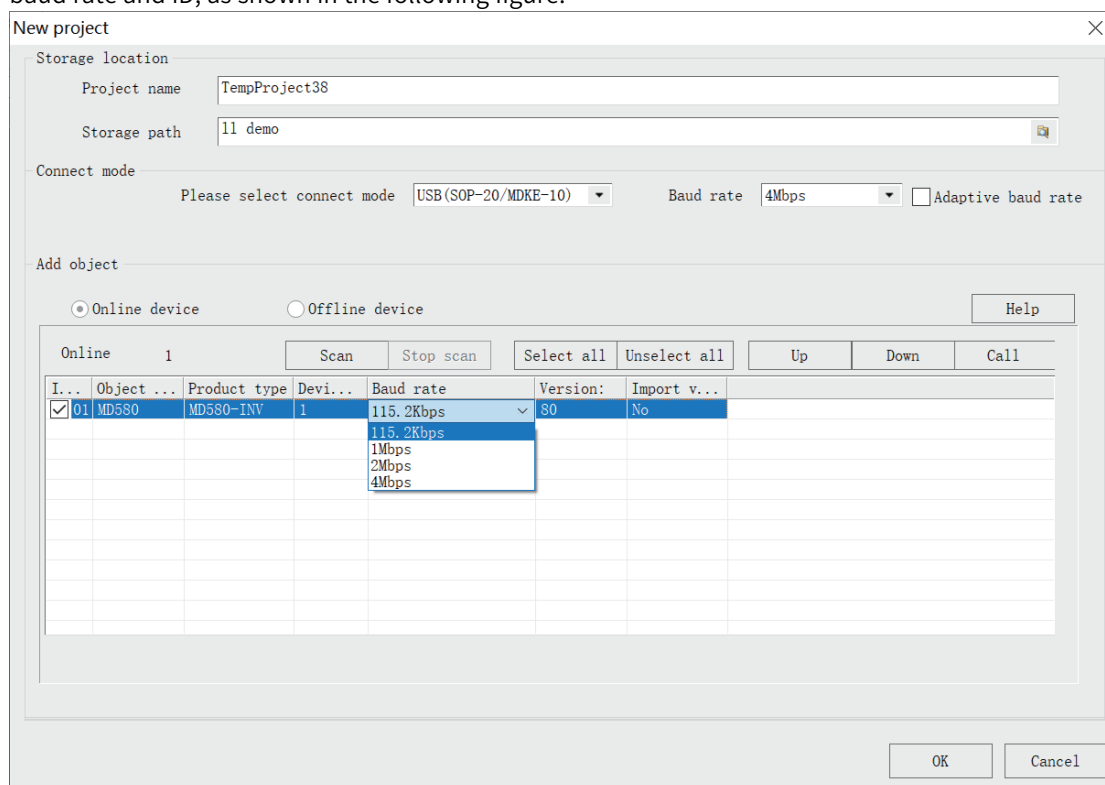 baud rate and ID, as shown in the following figure.
New project
Storage location
Project name TempProject38
Storage path ll demo
Connect mode
Please select connect mode USB(SOP-20/MDKE-10) Baud rate 4Mbps Adaptive baud rate
Add object
Online device Offline device Help
Online 1 Scan Stop scan Select all Unselect all Up Down Call
I... Object ... Product type Devi... Baud rate Version: Import v...
01 MD580 MD580-INV 1 115.2Kbps 80 No
115.2Kbps
1Mbps
2Mbps
4Mbps
OK Cancel